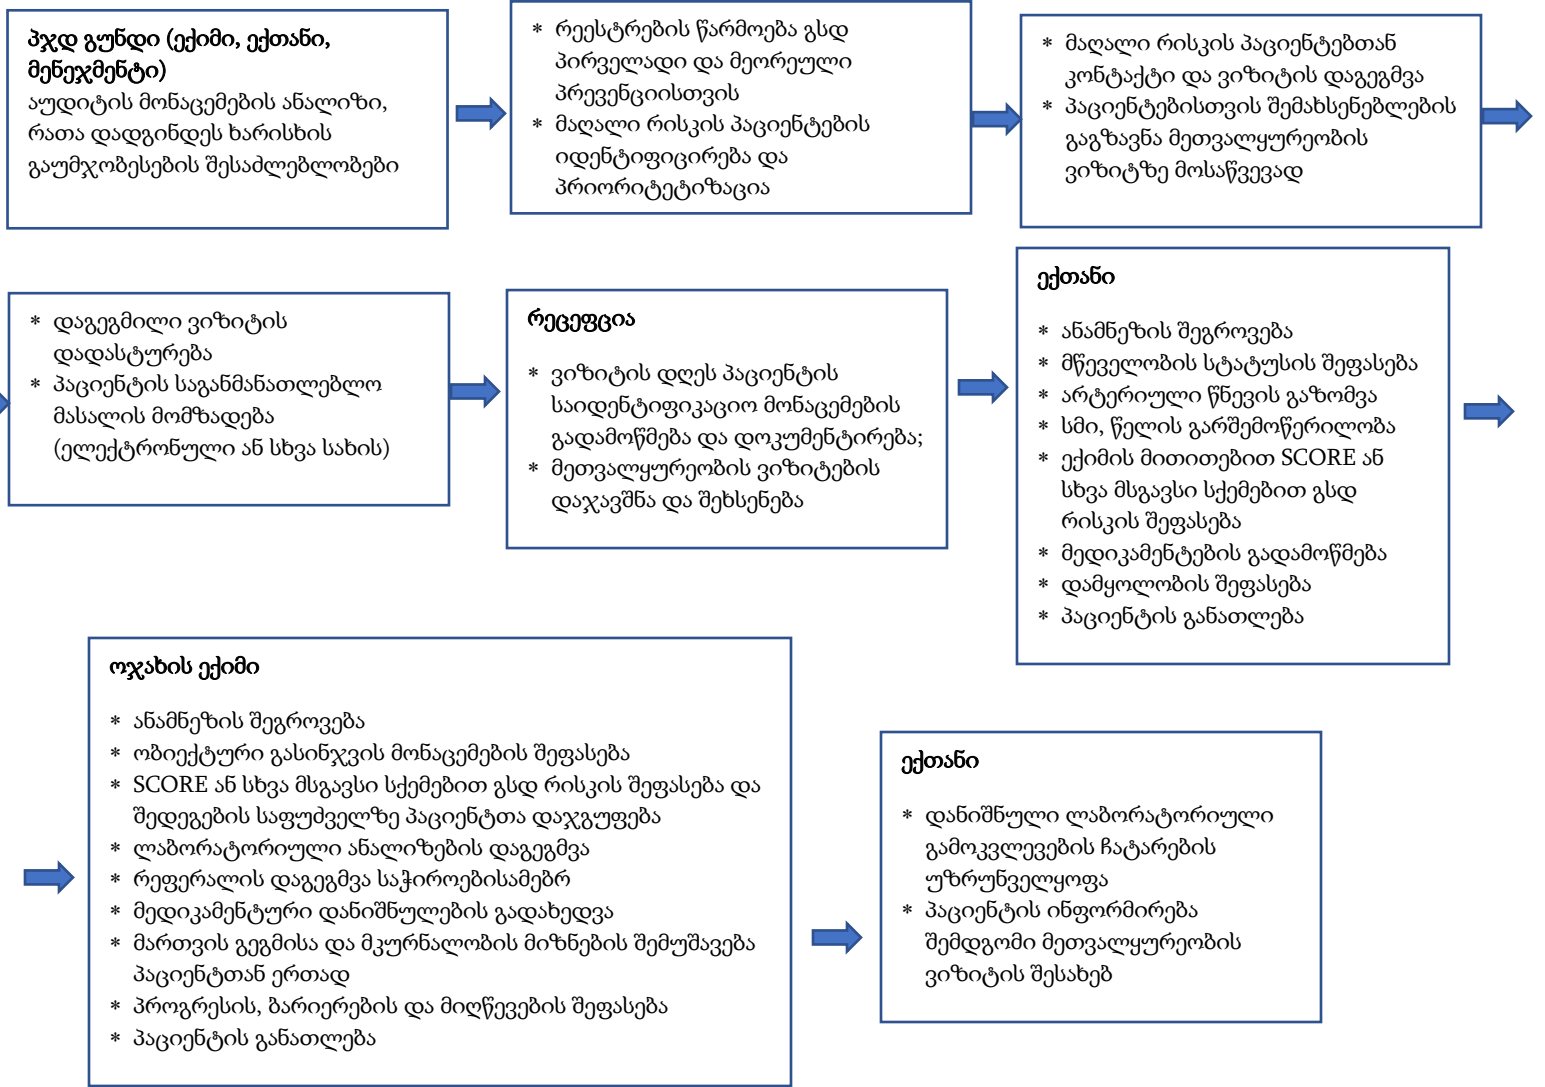 პჯდ გუნდი (ექიმი, ექთანი,
მენეჯმენტი)
აუდიტის მონაცემების ანალიზი,
რათა დადგინდეს ხარისხის
გაუმჯობესების შესაძლებლობები
* რეესტრების წარმოება გსდ
პირველადი და მეორეული
პრევენციისთვის
* მაღალი რისკის პაციენტების
იდენტიფიცირება და
პრიორიტეტიზაცია
* მაღალი რისკის პაციენტებთან
კონტაქტი და ვიზიტის დაგეგმვა
* პაციენტებისთვის შემახსენებლების
გაგზავნა მეთვალყურეობის
ვიზიტზე მოსაწვევად
* დაგეგმილი ვიზიტის
დადასტურება
* პაციენტის საგანმანათლებლო
მასალის მომზადება
(ელექტრონული ან სხვა სახის)
რეცეფცია
* ვიზიტის დღეს პაციენტის
საიდენტიფიკაციო მონაცემების
გადამოწმება და დოკუმენტირება;
* მეთვალყურეობის ვიზიტების
დაჯავშნა და შეხსენება
ექთანი
* ანამნეზის შეგროვება
* მწეველობის სტატუსის შეფასება
* არტერიული წნევის გაზომვა
* სმი, წელის გარშემოწერილობა
* ექიმის მითითებით SCORE ან
სხვა მსგავსი სქემებით გსდ
რისკის შეფასება
* მედიკამენტების გადამოწმება
* დამყოლობის შეფასება
* პაციენტის განათლება
ოჯახის ექიმი
* ანამნეზის შეგროვება
* ობიექტური გასინჯვის მონაცემების შეფასება
* SCORE ან სხვა მსგავსი სქემებით გსდ რისკის შეფასება და
შედეგების საფუძველზე პაციენტთა დაჯგუფება
* ლაბორატორიული ანალიზების დაგეგმვა
* რეფერალის დაგეგმვა საჭიროებისამებრ
* მედიკამენტური დანიშნულების გადახედვა
* მართვის გეგმისა და მკურნალობის მიზნების შემუშავება
პაციენტთან ერთად
* პროგრესის, ბარიერების და მიღწევების შეფასება
* პაციენტის განათლება
ექთანი
* დანიშნული ლაბორატორიული
გამოკვლევების ჩატარების
უზრუნველყოფა
* პაციენტის ინფორმირება
შემდგომი მეთვალყურეობის
ვიზიტის შესახებ